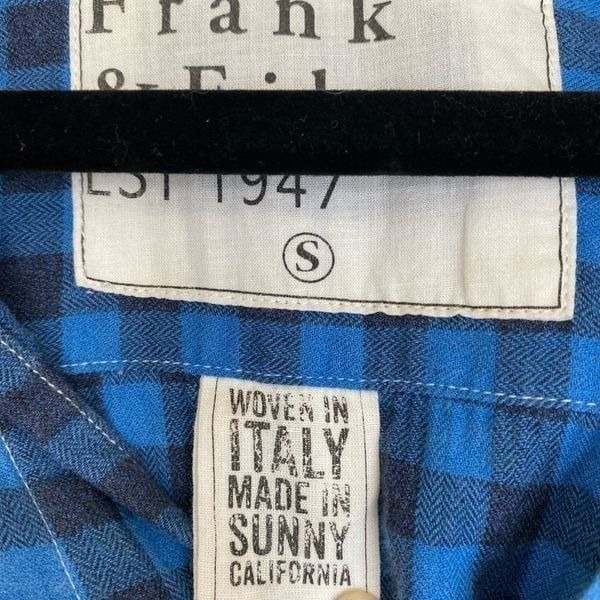 Frank
&
EST 1947
S
WOVEN IN
ITALY
MADE IN
SUNNY
CALIFORNIA